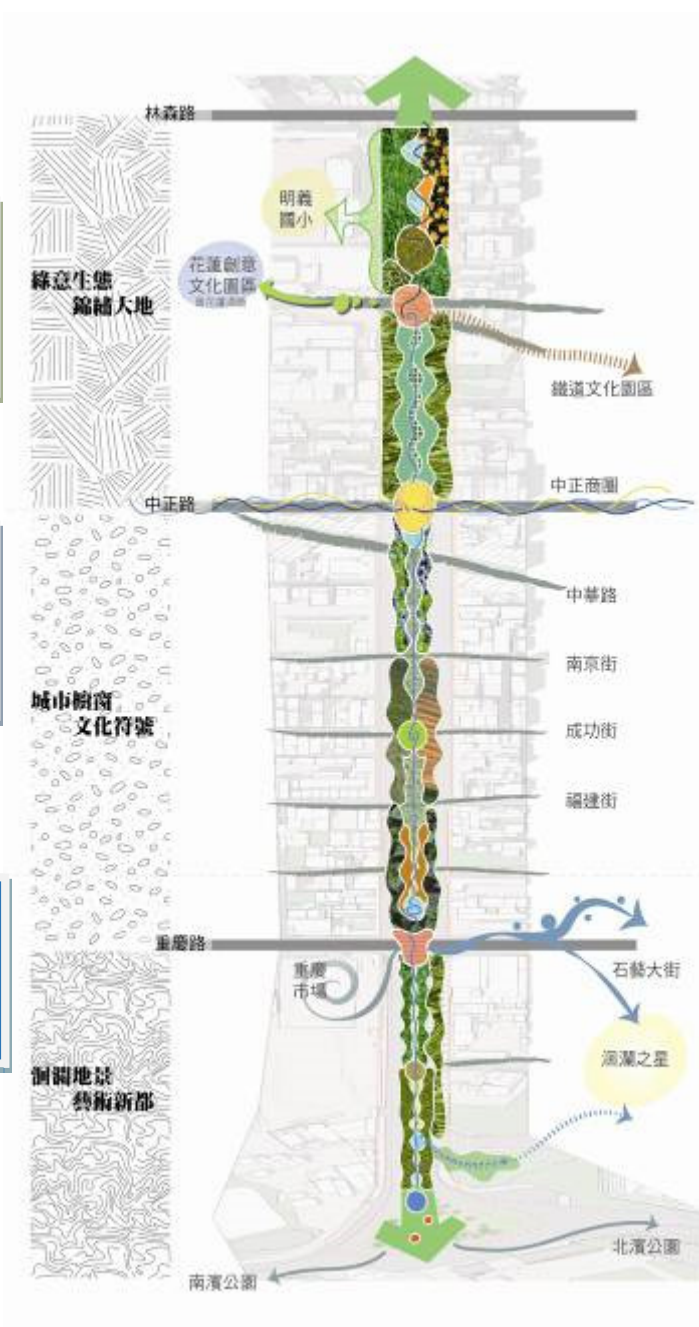 林森路
明義
國小
花蓮創意
文化園區
綠意生態
錦繡大地
鐵道文化園區
中正商圈
中正路
中華路
南京街
城市櫥窗
文化符號
成功街
福建街
重慶路
重慶
市場
石藝大街
洄瀾之星
洄瀾地景
藝術新都
北濱公園
南濱公園